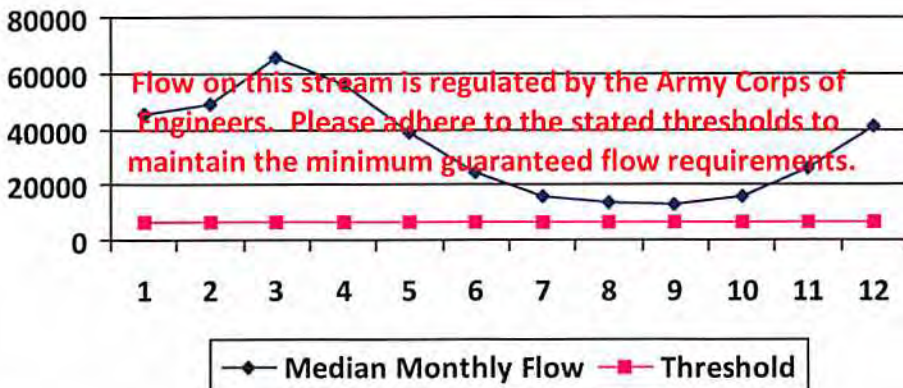 80000
60000
40000
20000
0
Flow on this stream is regulated by the Army Corps of
Engineers. Please adhere to the stated thresholds to
maintain the minimum guaranteed flow requirements.
1 2 3 4 5 6 7 8 9 10 11 12
Median Monthly Flow Threshold